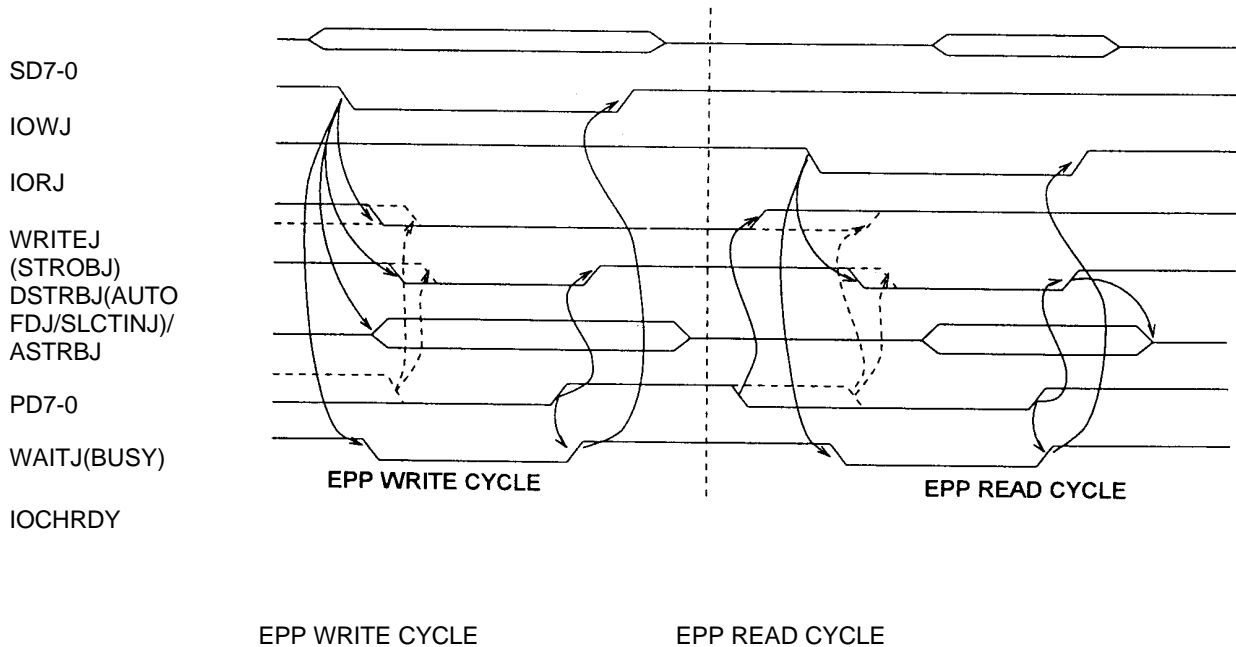 SD7-0
IOWJ
IORJ
WRITEJ
(STROBJ)
DSTRBJ(AUTO
FDJ/SLCTINJ)/
ASTRBJ
PD7-0
WAITJ(BUSY)
EPP WRITE CYCLE
EPP READ CYCLE
IOCHRDY
EPP WRITE CYCLE
EPP READ CYCLE